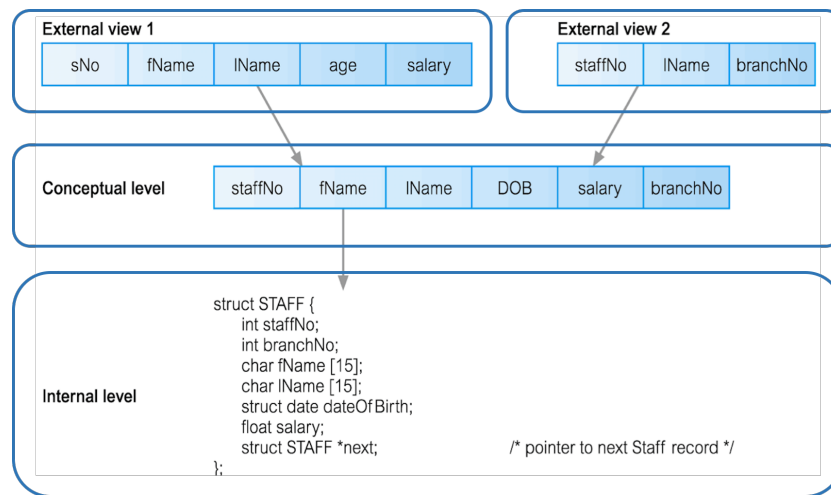 External view 1
External view 2
sNo fName lName age salary
staffNo lName branchNo
Conceptual level
staffNo fName lName DOB salary branchNo
Internal level
struct STAFF {
int staffNo;
int branchNo;
char fName [15];
char lName [15];
struct date dateOfBirth;
float salary;
struct STAFF *next; /* pointer to next Staff record */
};